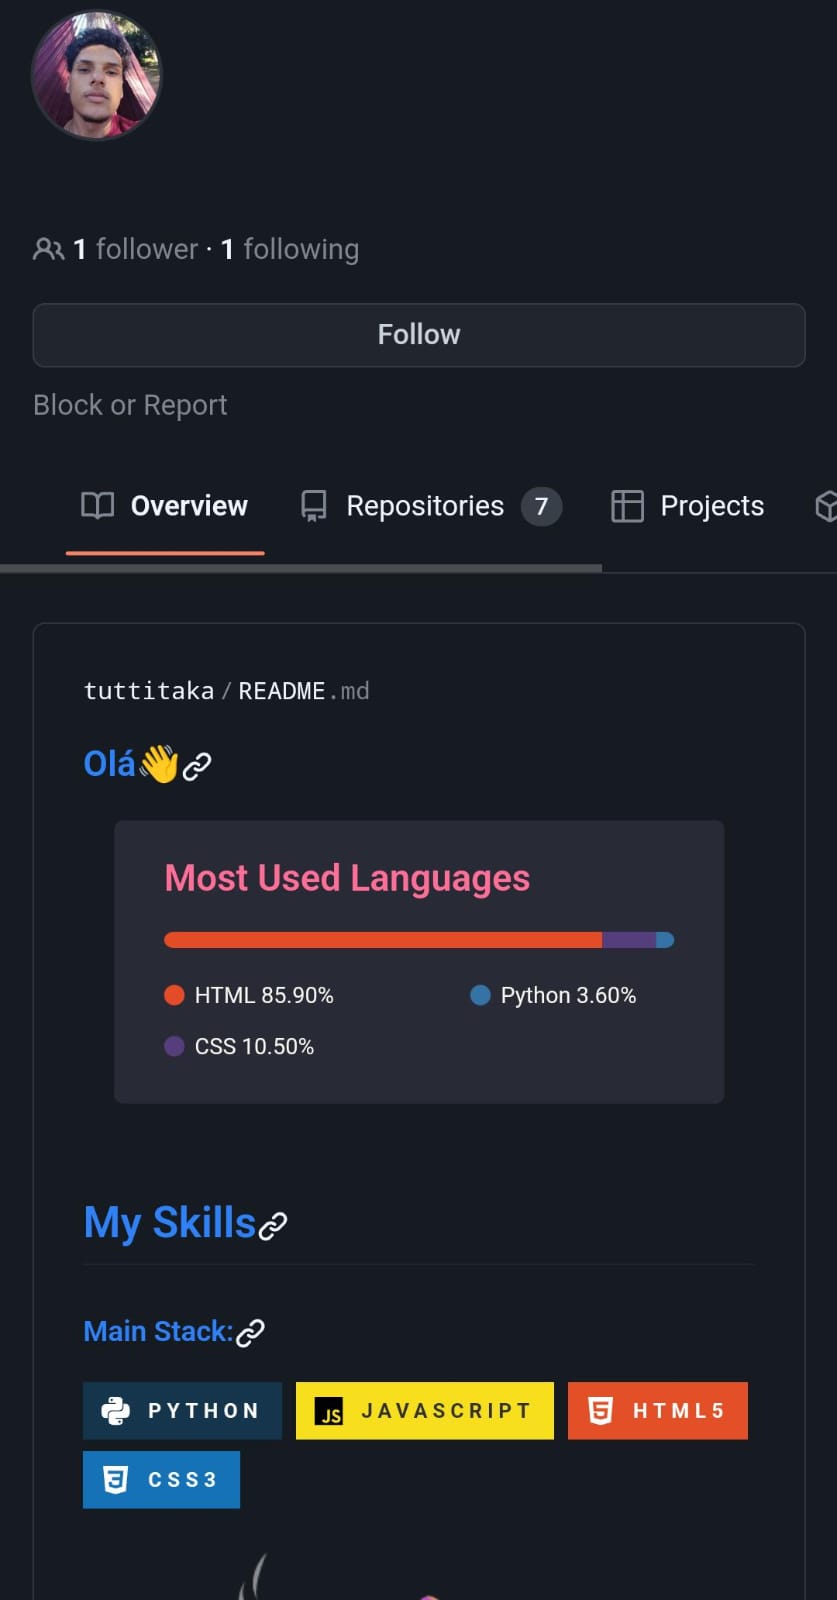 1 follower · 1 following
Follow
Block or Report
Overview Repositories 7 Projects
tuttitaka / README.md
Olá👋
Most Used Languages
HTML 85.90% Python 3.60%
CSS 10.50%
My Skills
Main Stack:
PYTHON JS JAVASCRIPT HTML5
CSS3